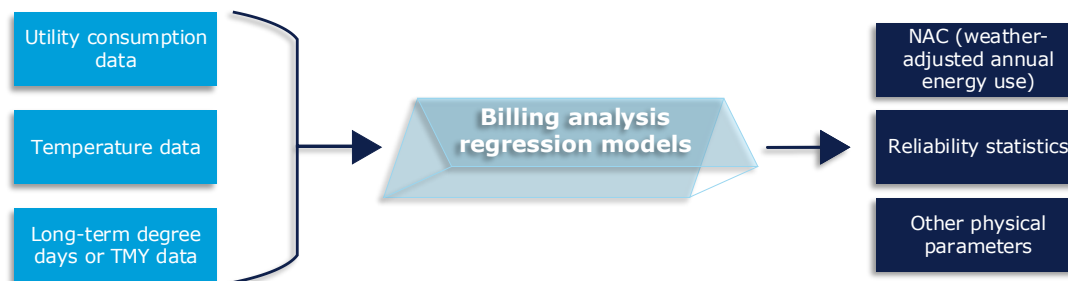 Utility consumption
data
Temperature data
Long-term degree
days or TMY data
Billing analysis
regression models
NAC (weather-
adjusted annual
energy use)
Reliability statistics
Other physical
parameters